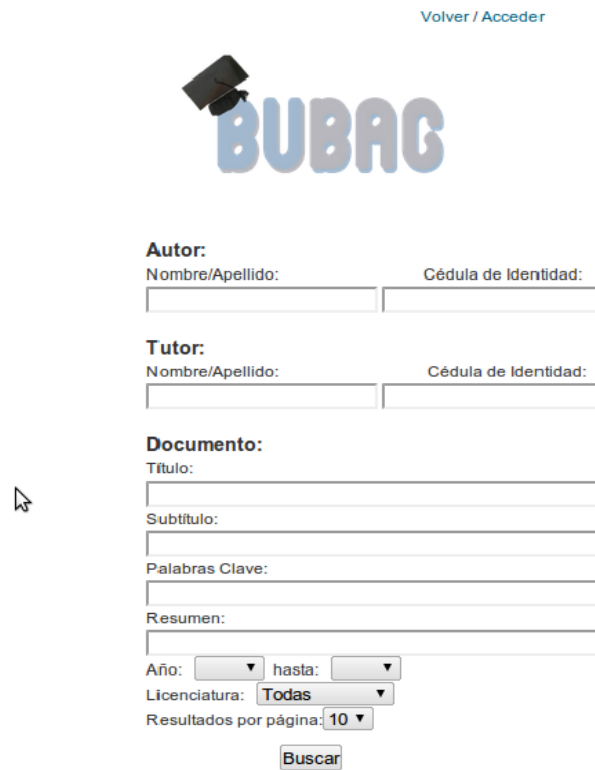 Volver / Acceder
BUBAG
Autor:
Nombre/Apellido: Cédula de Identidad:
Tutor:
Nombre/Apellido: Cédula de Identidad:
Documento:
Título:
Subtítulo:
Palabras Clave:
Resumen:
Año: hasta:
Licenciatura: Todas
Resultados por página: 10
Buscar